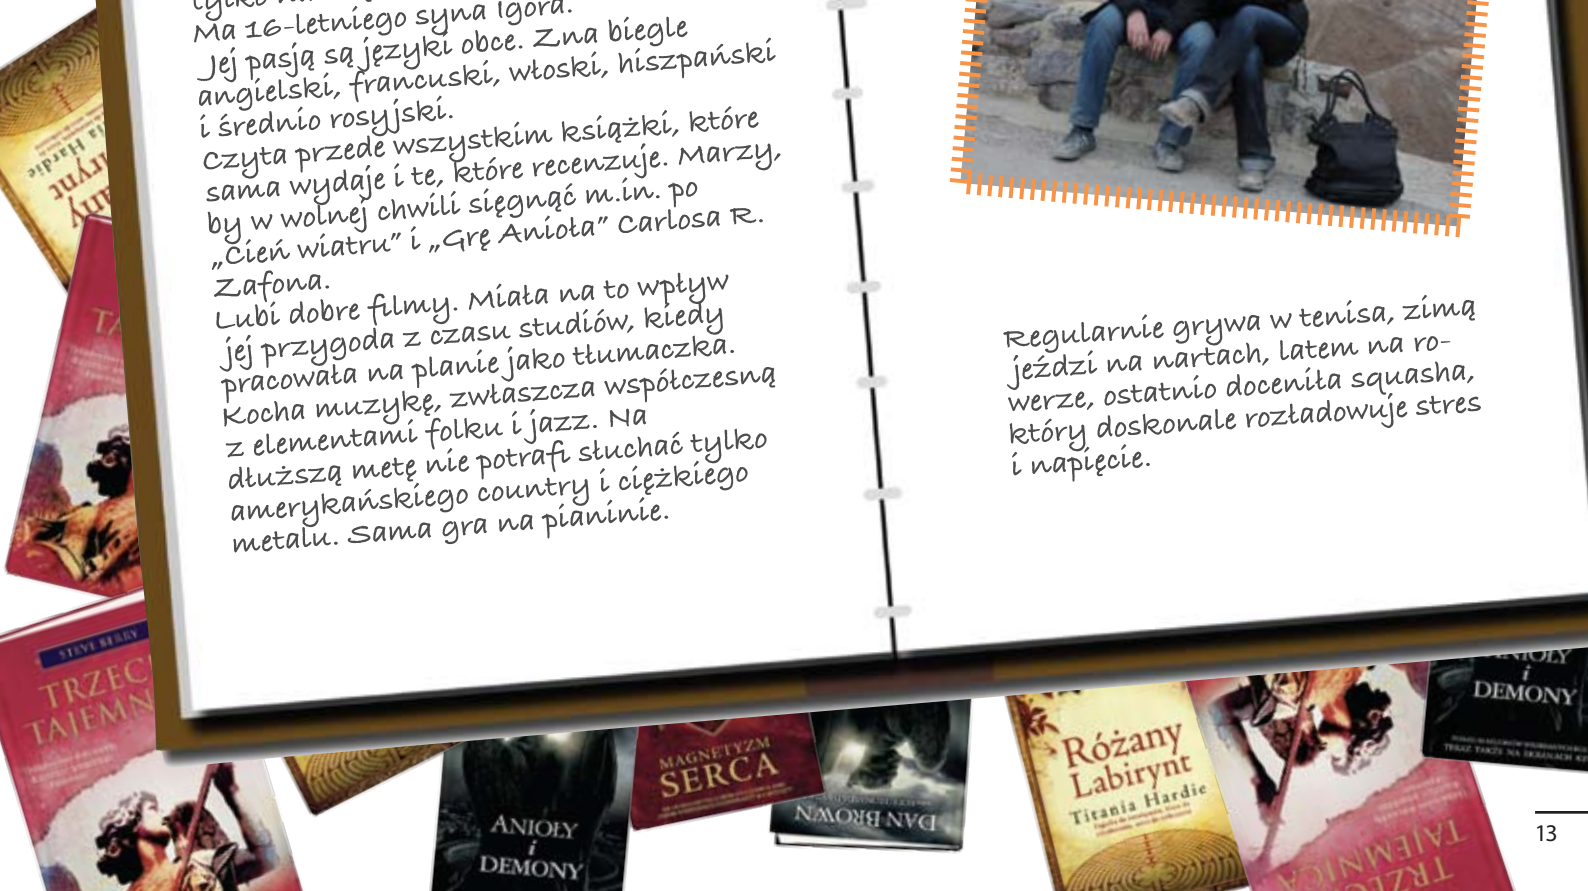 Ma 16-letniego syna Igora.
Jej pasją są języki obce. Zna biegle
angielski, francuski, włoski, hiszpański
i średnio rosyjski.
Czyta przede wszystkim książki, które
sama wydaje i te, które recenzuje. Marzy,
by w wolnej chwili sięgnąć m.in. po
„Cień wiatru” i „Grę Anioła” Carlosa R.
Zafona.
Lubi dobre filmy. Miała na to wpływ
jej przygoda z czasu studiów, kiedy
pracowała na planie jako tłumaczka.
Kocha muzykę, zwłaszcza współczesną
z elementami folku i jazz. Na
dłuższą metę nie potrafi słuchać tylko
amerykańskiego country i ciężkiego
metalu. Sama gra na pianinie.
Regularnie grywa w tenisa, zimą
jeździ na nartach, latem na ro-
werze, ostatnio doceniła squasha,
który doskonale rozładowuje stres
i napięcie.
Hardie
STEVE BERRY
ANIOŁY
i
DEMONY
MAGNETYZM
SERCA
DAN BROWN
Różany
Labirynt
Titania Hardie
TAJEMNICA
i
DEMONY
13